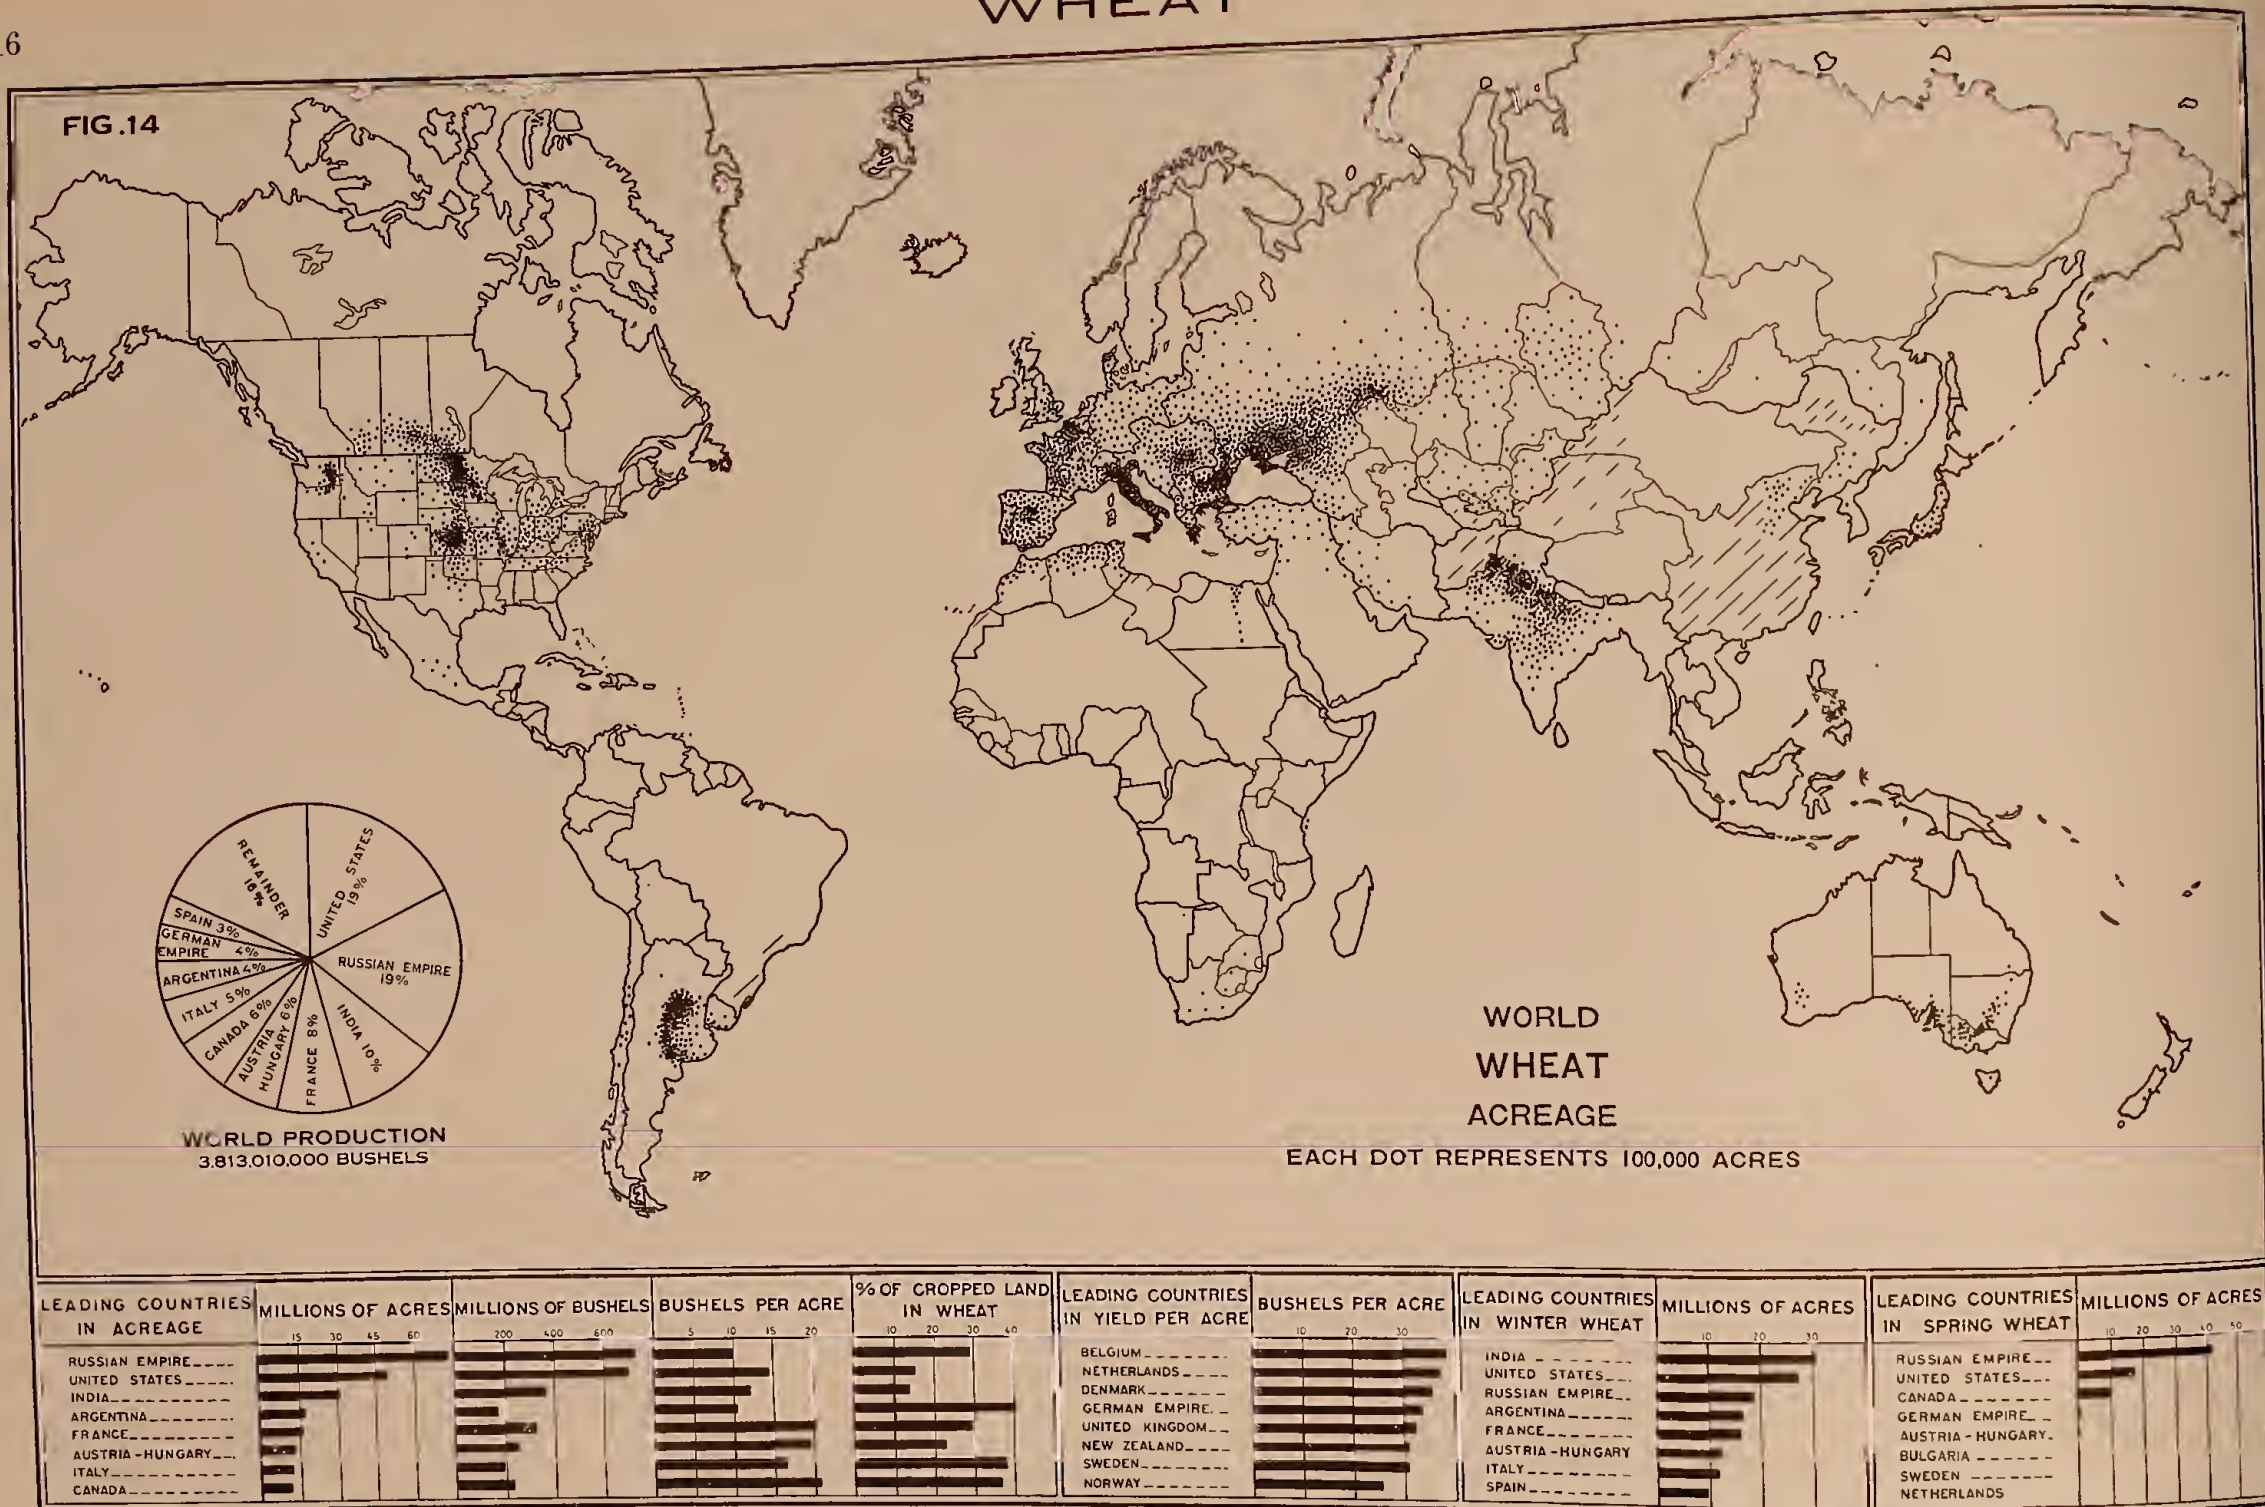 WHEAT
16
FIG.14
REMAINDER
16%
UNITED STATES
19%
SPAIN 3%
GERMAN
EMPIRE 4%
RUSSIAN EMPIRE
19%
ARGENTINA 4%
ITALY 5%
CANADA 6%
AUSTRIA
HUNGARY 6%
FRANCE 8%
INDIA 10%
WORLD PRODUCTION
3.813.010.000 BUSHELS
WORLD
WHEAT
ACREAGE
EACH DOT REPRESENTS 100,000 ACRES
LEADING COUNTRIES
IN ACREAGE
MILLIONS OF ACRES
15 30 45 60
MILLIONS OF BUSHELS
200 400 600
BUSHELS PER ACRE
5 10 15 20
% OF CROPPED LAND
IN WHEAT
10 20 30 40
RUSSIAN EMPIRE
UNITED STATES
INDIA
ARGENTINA
FRANCE
AUSTRIA-HUNGARY
ITALY
CANADA
LEADING COUNTRIES
IN YIELD PER ACRE
BUSHELS PER ACRE
10 20 30
BELGIUM
NETHERLANDS
DENMARK
GERMAN EMPIRE
UNITED KINGDOM
NEW ZEALAND
SWEDEN
NORWAY
LEADING COUNTRIES
IN WINTER WHEAT
MILLIONS OF ACRES
10 20 30
INDIA
UNITED STATES
RUSSIAN EMPIRE
ARGENTINA
FRANCE
AUSTRIA-HUNGARY
ITALY
SPAIN
LEADING COUNTRIES
IN SPRING WHEAT
MILLIONS OF ACRES
10 20 30 40 50
RUSSIAN EMPIRE
UNITED STATES
CANADA
GERMAN EMPIRE
AUSTRIA-HUNGARY
BULGARIA
SWEDEN
NETHERLANDS